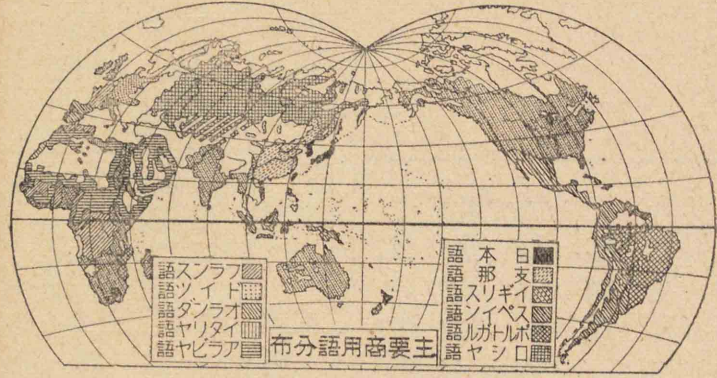 主要商用語分布
日本語
支那語
イギリス語
スペイン語
ポルトガル語
ロシヤ語
フランス語
ドイツ語
オランダ語
イタリヤ語
アラビヤ語